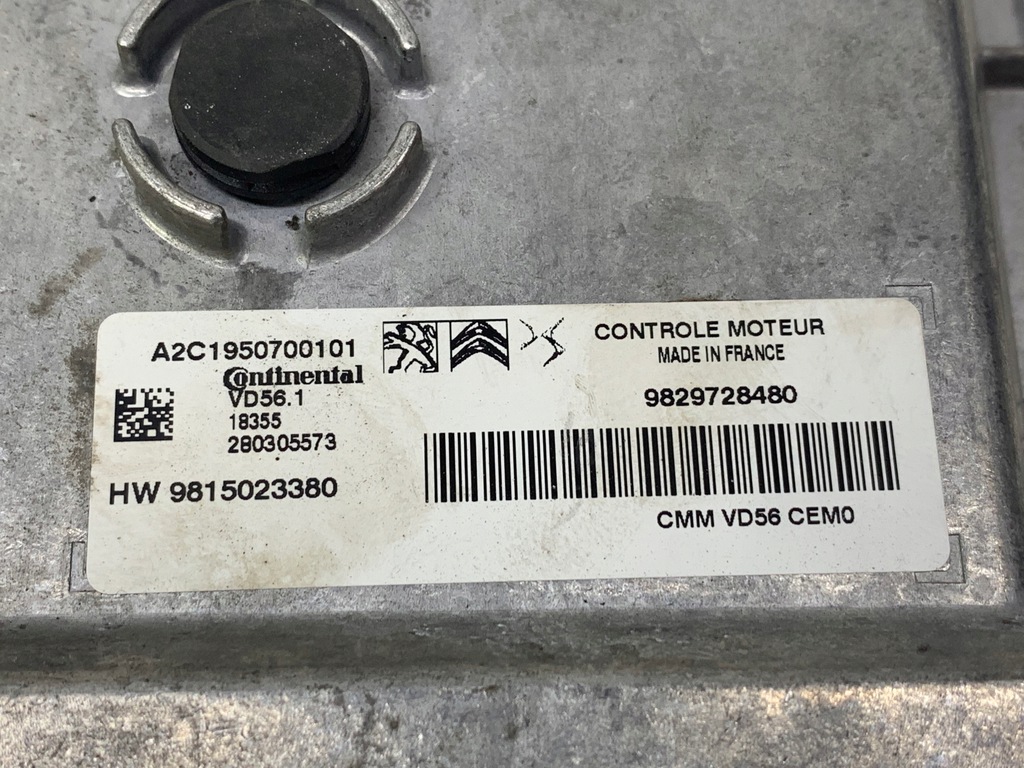 A2C1950700101
Continental
VD56.1
18355
280305573
HW 9815023380
CONTROLE MOTEUR
MADE IN FRANCE
9829728480
CMM VD56 CEM0